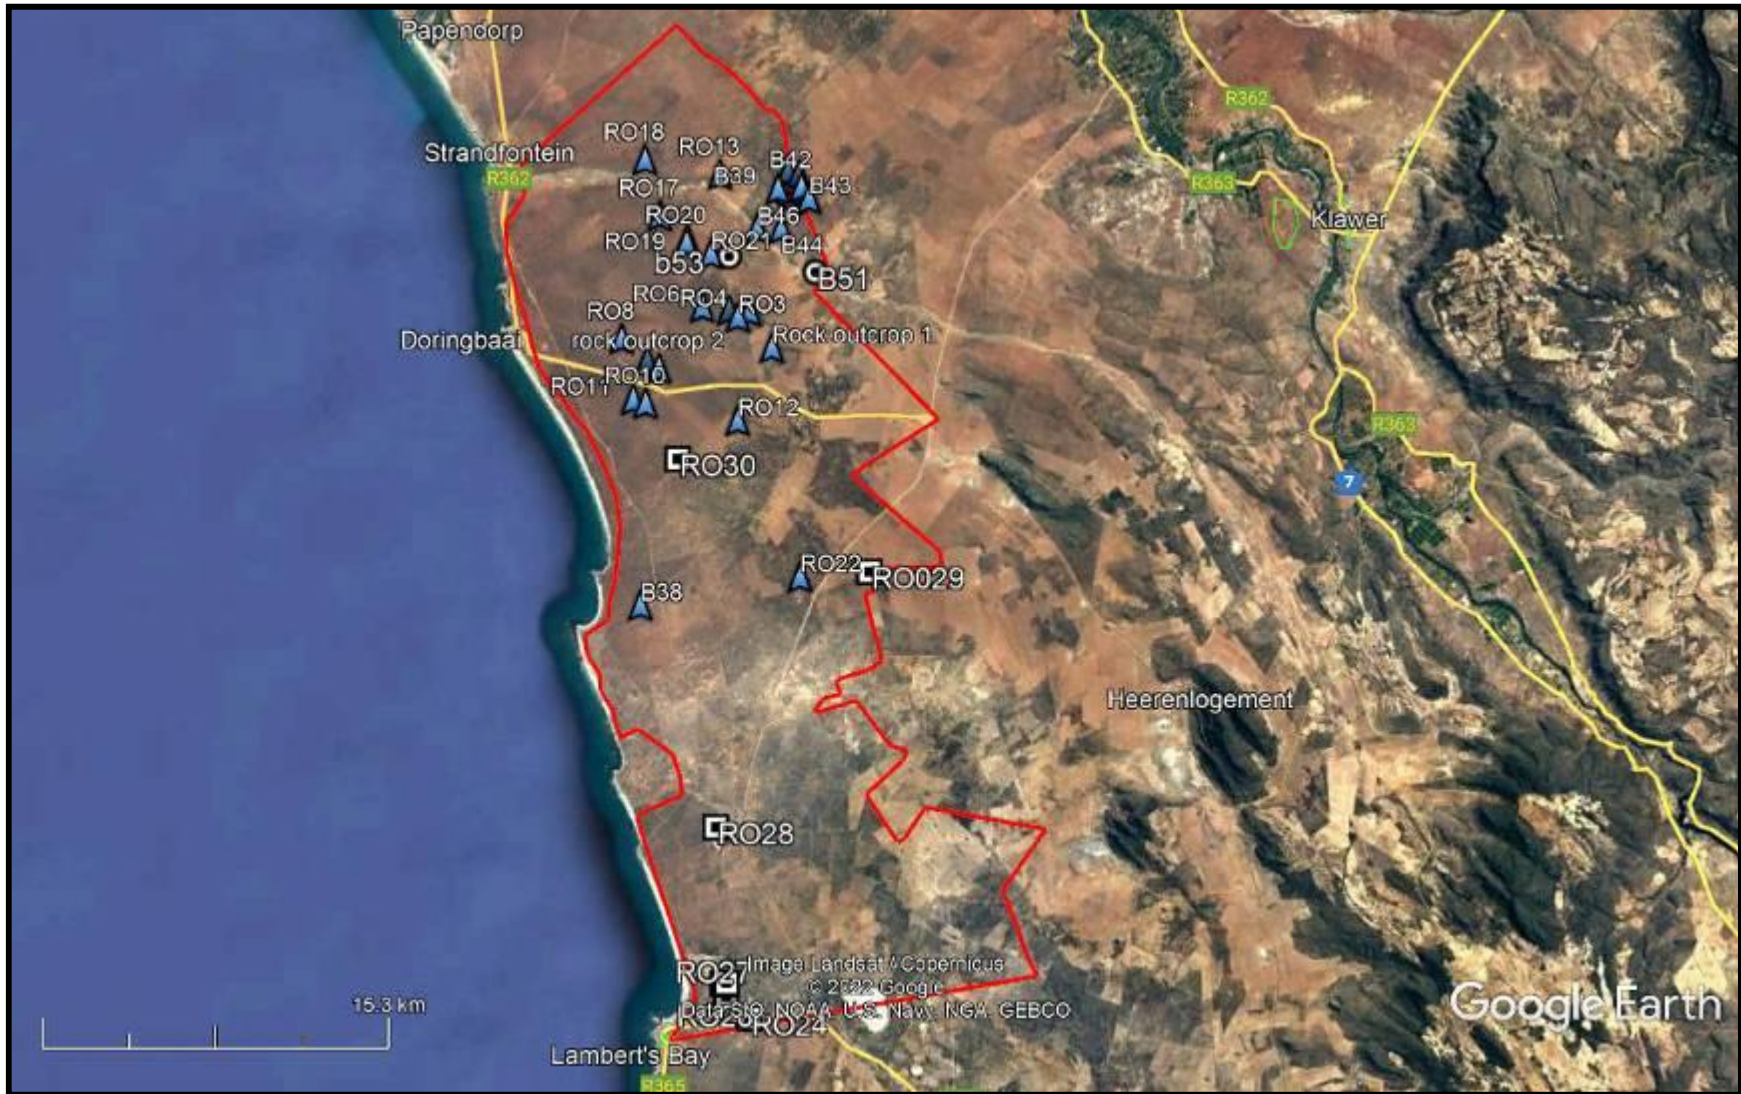 Papendorp
R362
RO18
RO13
Strandfontein
B42
R362
B39
B43
R363
RO17
RO20
B46
Klawer
RO19
RO21
B44
b53
B51
RO6
RO4
RO3
RO8
Doringbaai
rock outcrop 2
Rock outcrop 1
RO10
RO11
RO12
R363
RO30
7
RO22
RO029
B38
Heerenlogement
RO28
RO27
Image Landsat / Copernicus
© 2022 Google
15.3 km
Data SIO, NOAA, U.S. Navy, NGA, GEBCO
Google Earth
RO24
Lambert's Bay
R365